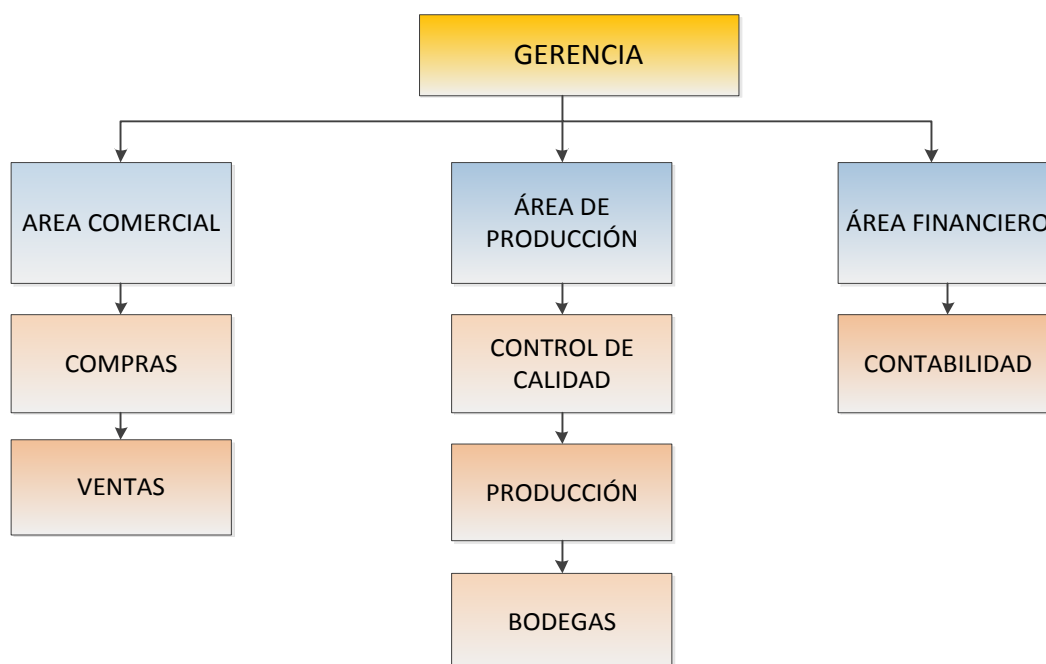 GERENCIA
AREA COMERCIAL
ÁREA DE
PRODUCCIÓN
ÁREA FINANCIERO
COMPRAS
CONTROL DE
CALIDAD
CONTABILIDAD
VENTAS
PRODUCCIÓN
BODEGAS